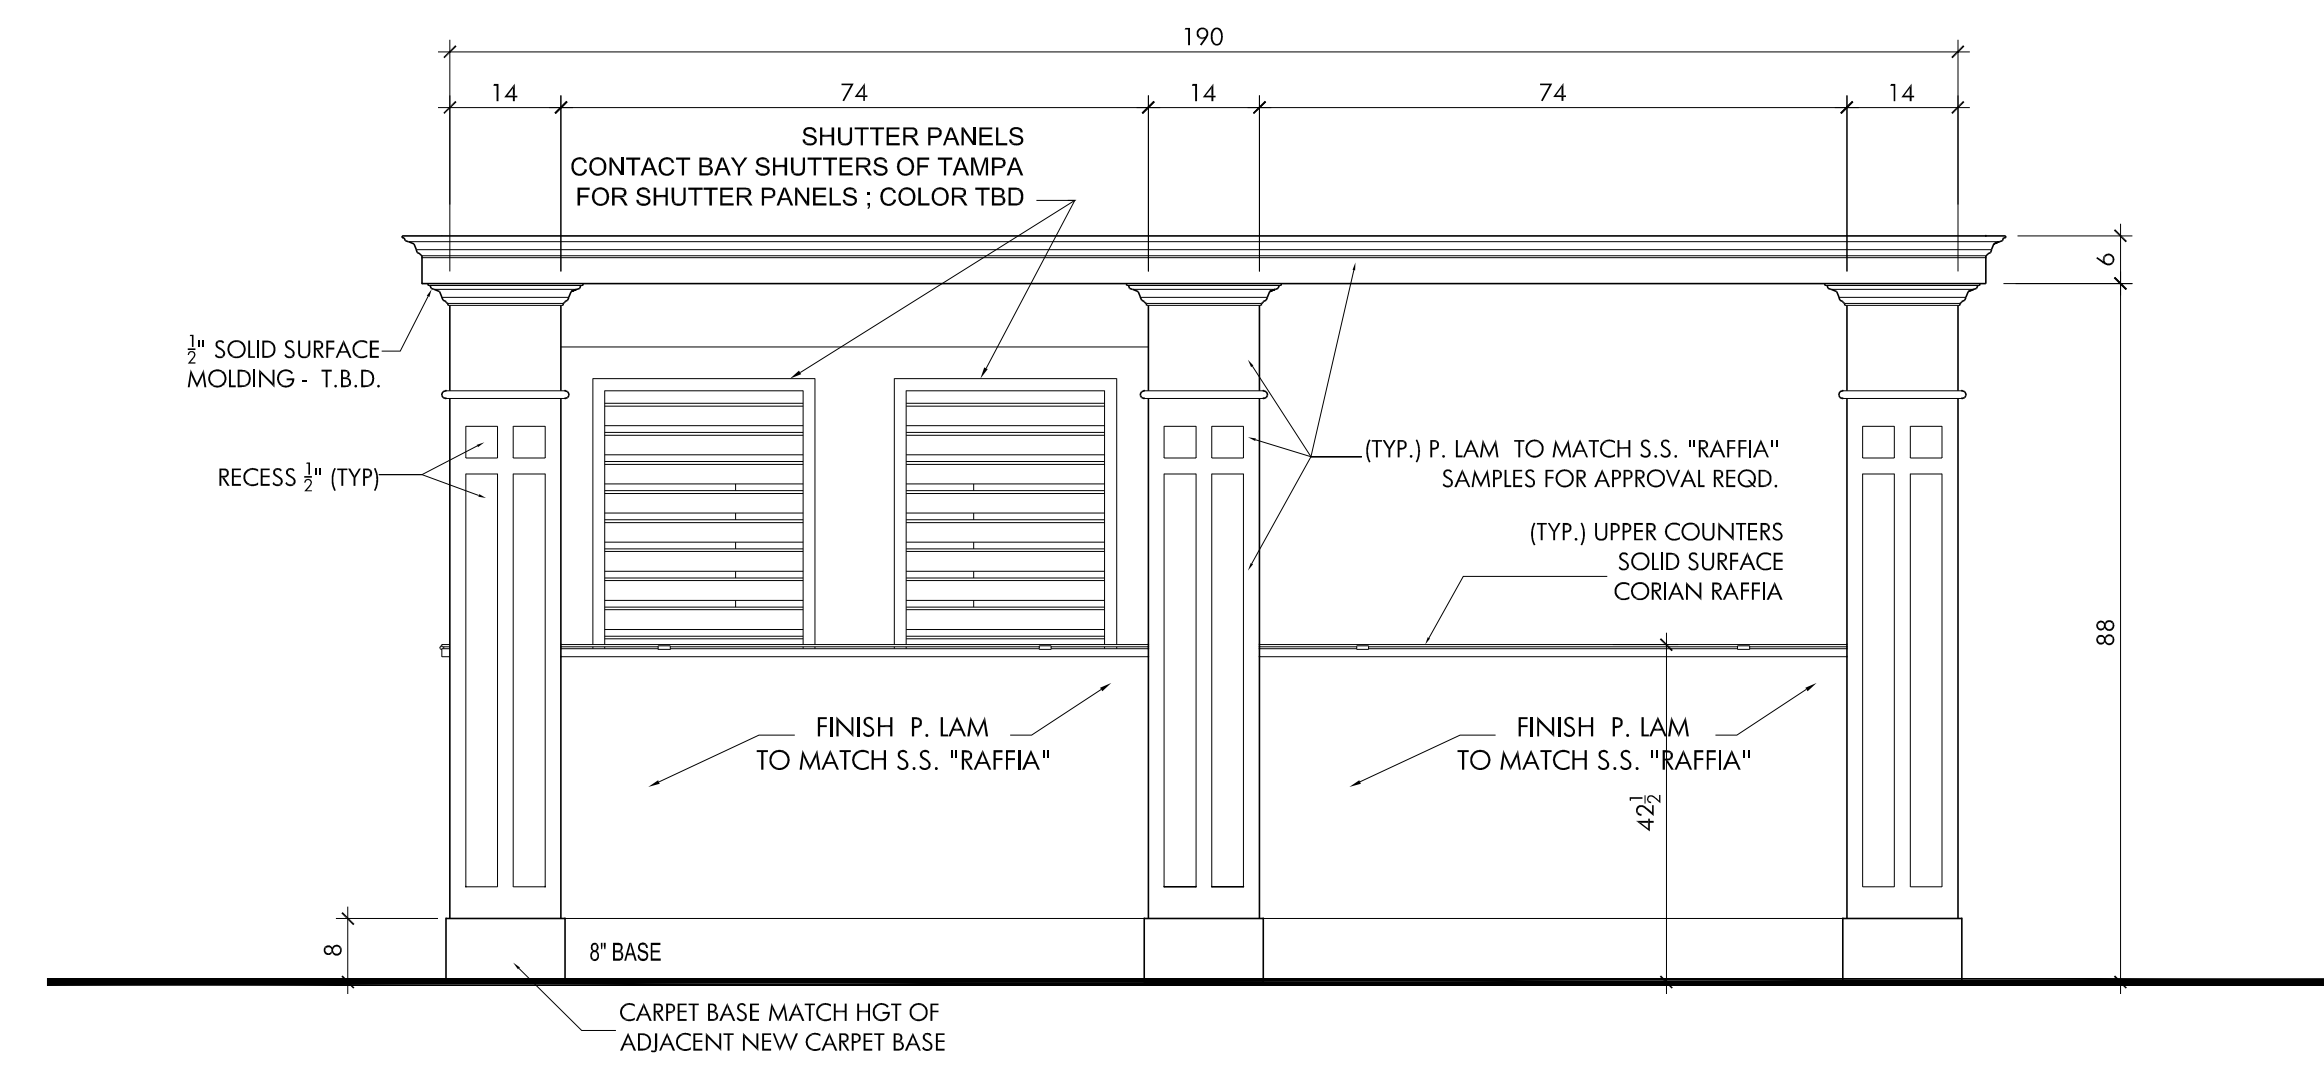 190
14
74
14
74
14
SHUTTER PANELS
CONTACT BAY SHUTTERS OF TAMPA
FOR SHUTTER PANELS ; COLOR TBD
6
½" SOLID SURFACE
MOLDING - T.B.D.
RECESS ½" (TYP)
(TYP.) P. LAM TO MATCH S.S. "RAFFIA"
SAMPLES FOR APPROVAL REQD.
(TYP.) UPPER COUNTERS
SOLID SURFACE
CORIAN RAFFIA
88
FINISH P. LAM
TO MATCH S.S. "RAFFIA"
FINISH P. LAM
TO MATCH S.S. "RAFFIA"
42½
8
8" BASE
CARPET BASE MATCH HGT OF
ADJACENT NEW CARPET BASE